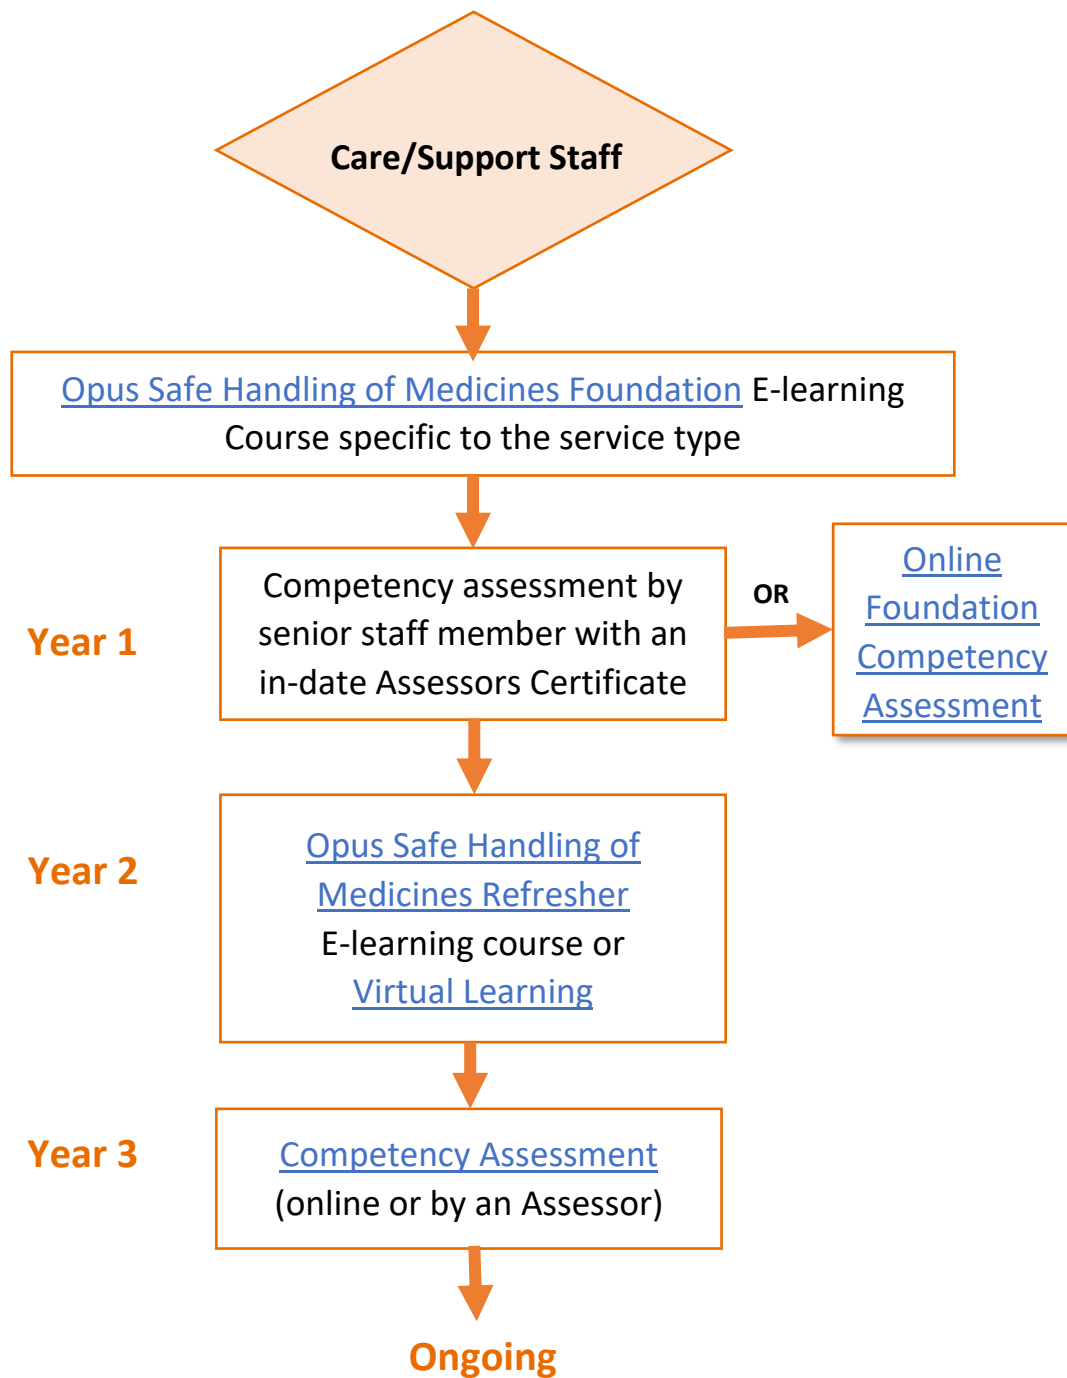 Care/Support Staff
Opus Safe Handling of Medicines Foundation E-learning
Course specific to the service type
Year 1
Competency assessment by
senior staff member with an
in-date Assessors Certificate
OR
Online
Foundation
Competency
Assessment
Year 2
Opus Safe Handling of
Medicines Refresher
E-learning course or
Virtual Learning
Year 3
Competency Assessment
(online or by an Assessor)
Ongoing